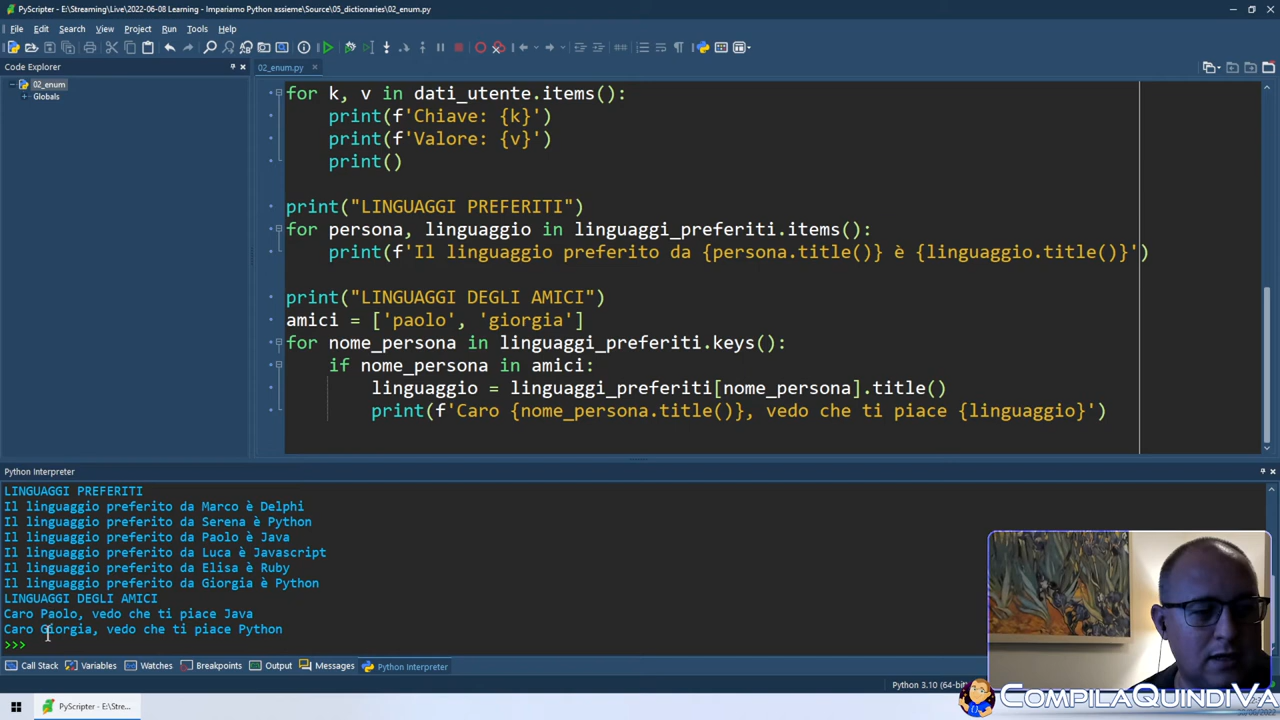 PyScripter - E:\Streaming\Live\2022-06-08 Learning - Impariamo Python assieme\Source\05_dictionaries\02_enum.py
File Edit Search View Project Run Tools Help
Code Explorer
02_enum.py
02_enum
Globals
for k, v in dati_utente.items():
print(f'Chiave: {k}')
print(f'Valore: {v}')
print()
print("LINGUAGGI PREFERITI")
for persona, linguaggio in linguaggi_preferiti.items():
print(f'Il linguaggio preferito da {persona.title()} è {linguaggio.title()}')
print("LINGUAGGI DEGLI AMICI")
amici = ['paolo', 'giorgia']
for nome_persona in linguaggi_preferiti.keys():
if nome_persona in amici:
linguaggio = linguaggi_preferiti[nome_persona].title()
print(f'Caro {nome_persona.title()}, vedo che ti piace {linguaggio}')
Python Interpreter
LINGUAGGI PREFERITI
Il linguaggio preferito da Marco è Delphi
Il linguaggio preferito da Serena è Python
Il linguaggio preferito da Paolo è Java
Il linguaggio preferito da Luca è Javascript
Il linguaggio preferito da Elisa è Ruby
Il linguaggio preferito da Giorgia è Python
LINGUAGGI DEGLI AMICI
Caro Paolo, vedo che ti piace Java
Caro Giorgia, vedo che ti piace Python
>>>
Call Stack Variables Watches Breakpoints Output Messages Python Interpreter
Python 3.10 (64-bit)
PyScripter - E:\Stre...
COMPILAQUINDIVA